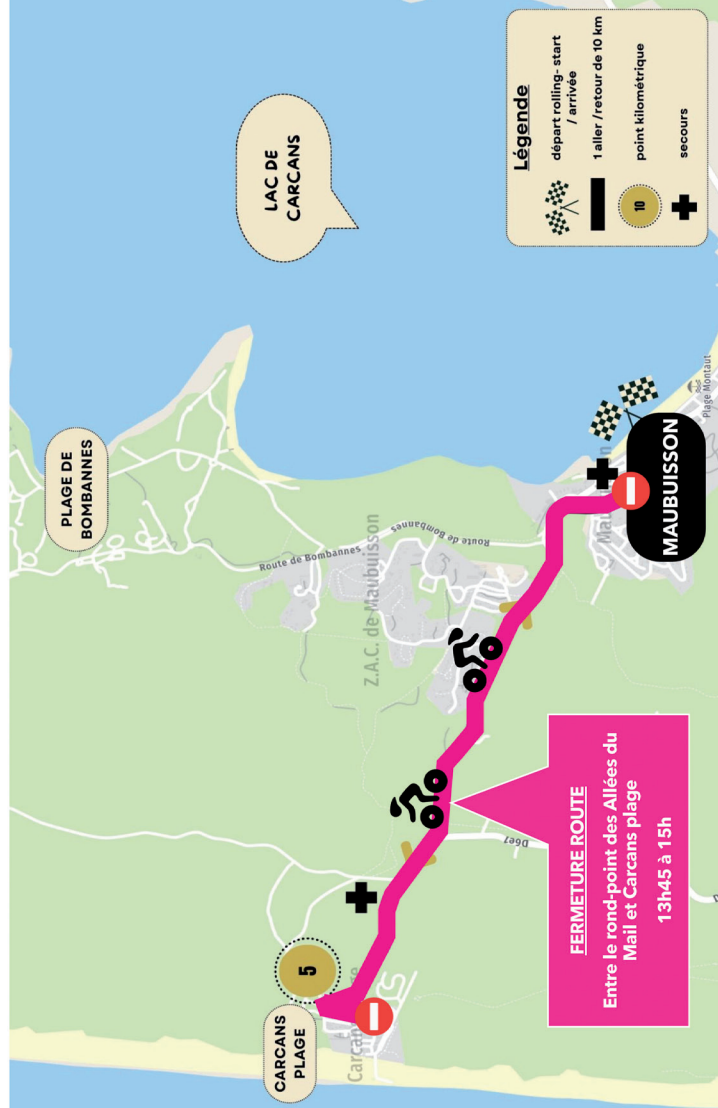 PLAGE DE
BOMBANNES
LAC DE
CARCANS
Légende
départ rolling- start
/ arrivée
1 aller /retour de 10 km
10
point kilométrique
secours
Route de Bombannes
Route de Bombannes
Z.A.C. de Maubuisson
CARCANS
PLAGE
5
MAUBUISSON
Plage Montaut
FERMETURE ROUTE
Entre le rond-point des Allées du
Mail et Carcans plage
13h45 à 15h